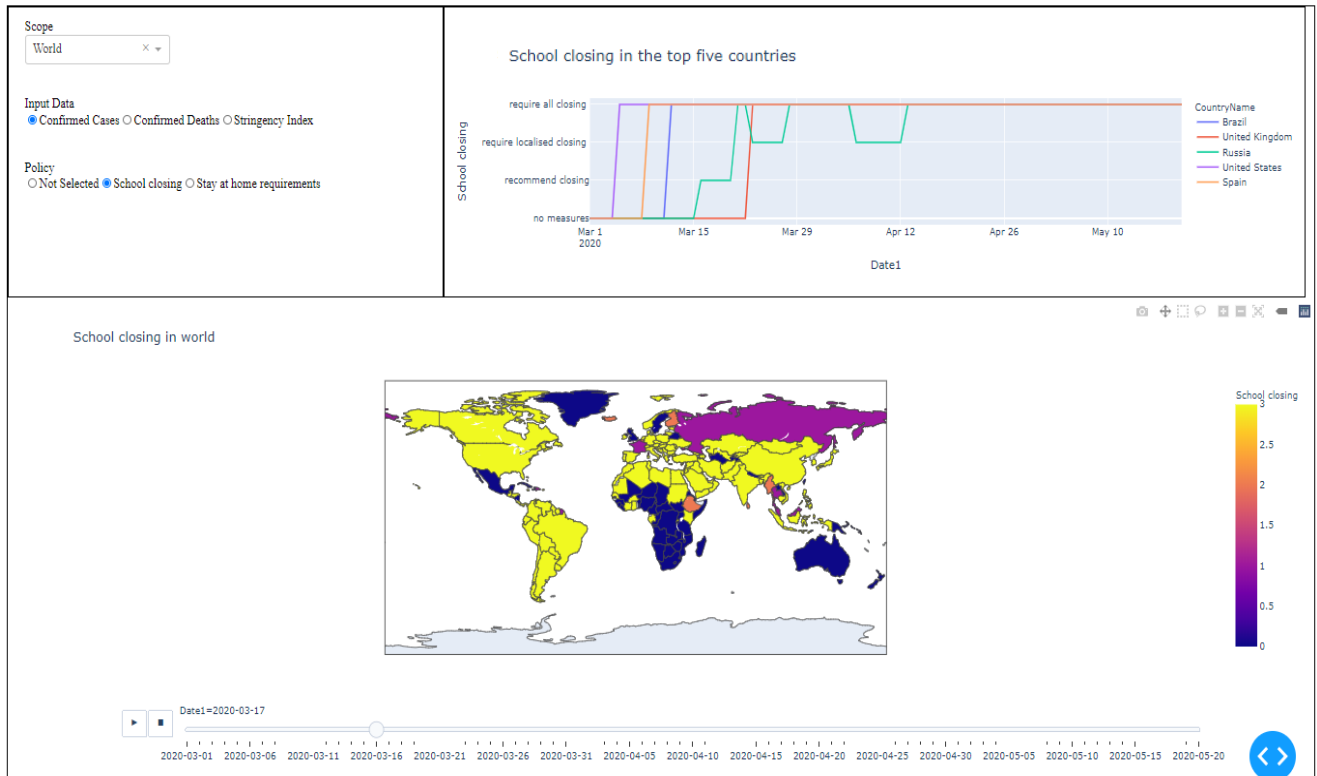 Scope
World
Input Data
Confirmed Cases Confirmed Deaths Stringency Index
Policy
Not Selected School closing Stay at home requirements
School closing in the top five countries
School closing
require all closing
require localised closing
recommend closing
no measures
Mar 1
2020
Mar 15
Mar 29
Apr 12
Apr 26
May 10
Date1
CountryName
Brazil
United Kingdom
Russia
United States
Spain
School closing in world
School closing
3
2.5
2
1.5
1
0.5
0
Date1=2020-03-17
2020-03-01 2020-03-06 2020-03-11 2020-03-16 2020-03-21 2020-03-26 2020-03-31 2020-04-05 2020-04-10 2020-04-15 2020-04-20 2020-04-25 2020-04-30 2020-05-05 2020-05-10 2020-05-15 2020-05-20